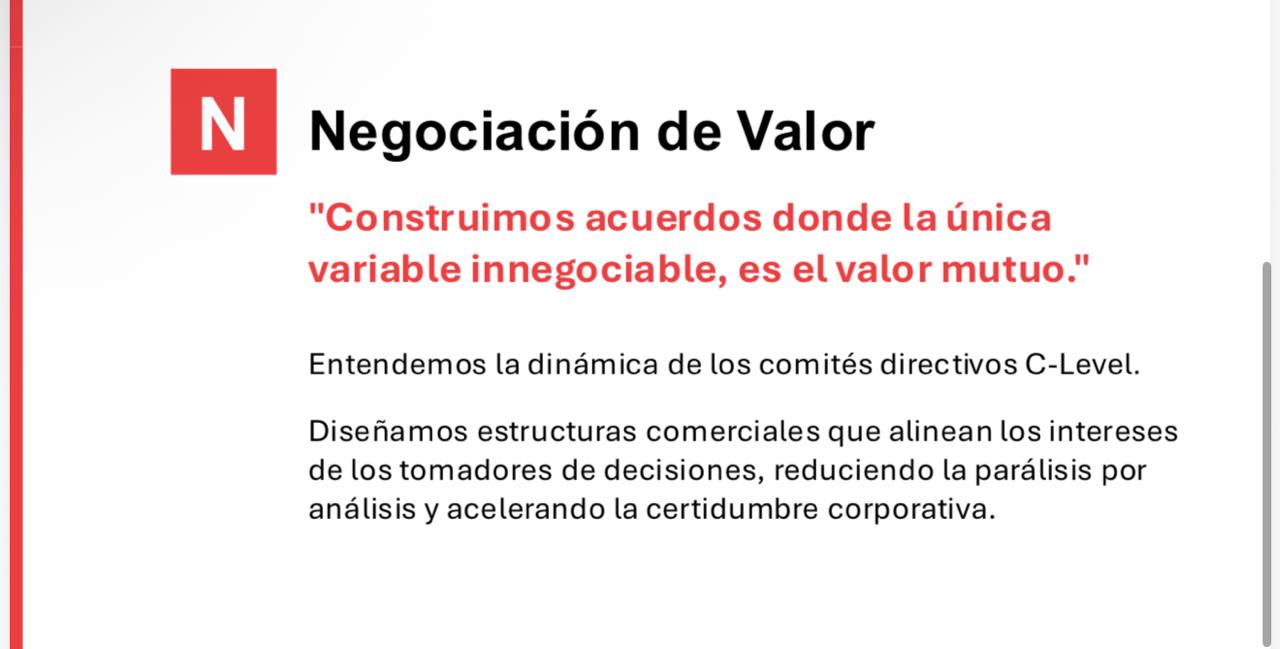 N
Negociación de Valor
"Construimos acuerdos donde la única
variable innegociable, es el valor mutuo."
Entendemos la dinámica de los comités directivos C-Level.
Diseñamos estructuras comerciales que alinean los intereses
de los tomadores de decisiones, reduciendo la parálisis por
análisis y acelerando la certidumbre corporativa.